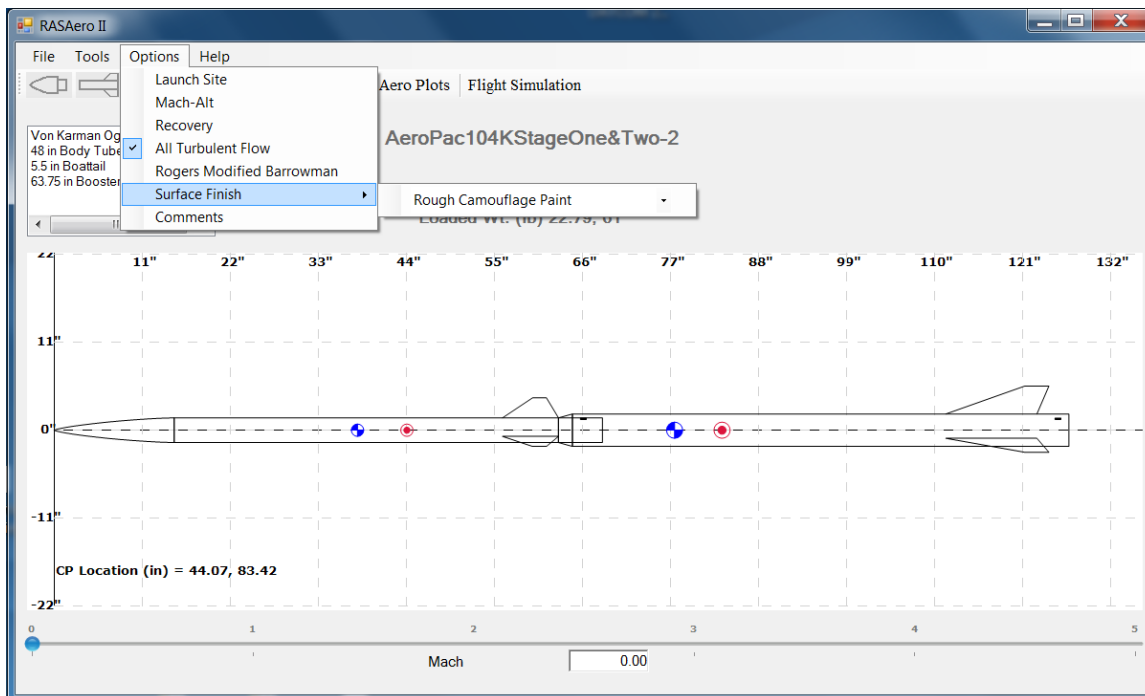 RASAero II
File Tools Options Help
Aero Plots Flight Simulation
Launch Site
Mach-Alt
Recovery
All Turbulent Flow
Rogers Modified Barrowman
Surface Finish
Comments
Rough Camouflage Paint
Von Karman Og
48 in Body Tube
5.5 in Boattail
63.75 in Booster
AeroPac104KStageOne&Two-2
Loaded Wt. (lb) 22.79, 61
22"
11" 22" 33" 44" 55" 66" 77" 88" 99" 110" 121" 132"
11"
0"
-11"
CP Location (in) = 44.07, 83.42
-22"
0 1 2 3 4 5
Mach 0.00